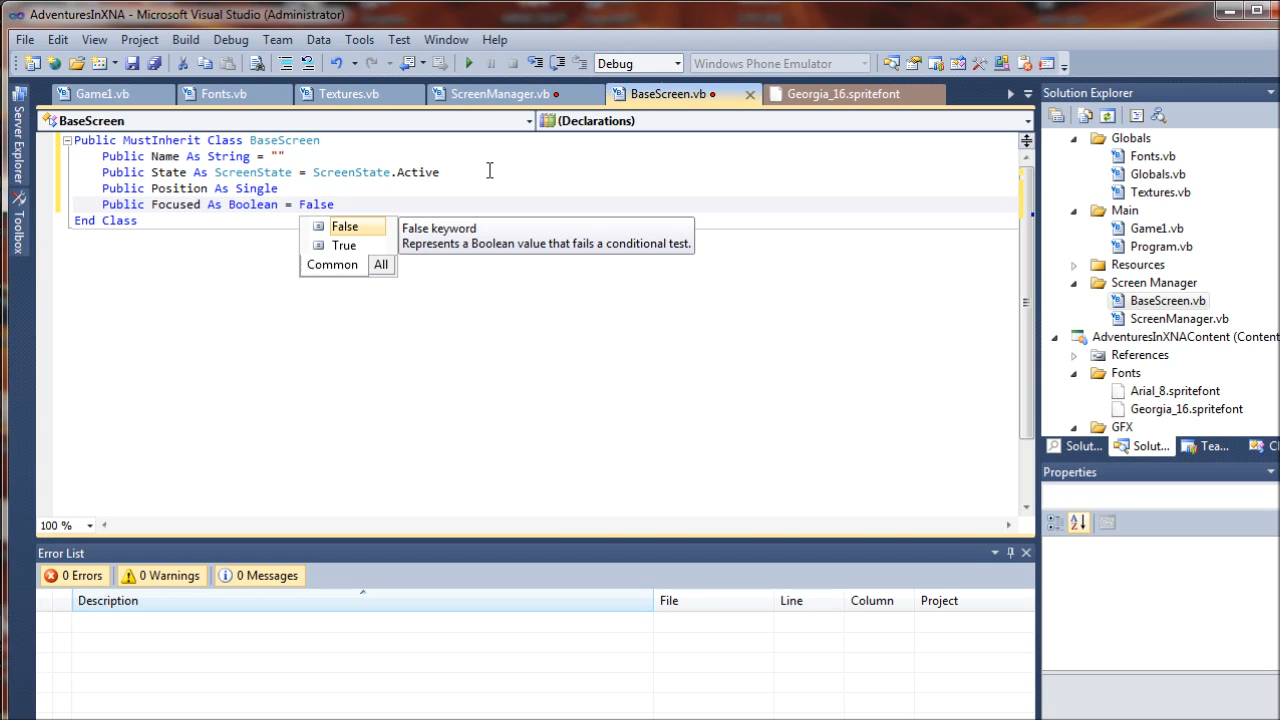 AdventuresInXNA - Microsoft Visual Studio (Administrator)
File Edit View Project Build Debug Team Data Tools Test Window Help
Debug Windows Phone Emulator
Server Explorer
Toolbox
Game1.vb Fonts.vb Textures.vb ScreenManager.vb BaseScreen.vb Georgia_16.spritefont
BaseScreen (Declarations)
Public MustInherit Class BaseScreen
Public Name As String = ""
Public State As ScreenState = ScreenState.Active
Public Position As Single
Public Focused As Boolean = False
End Class
False
True
Common All
False keyword
Represents a Boolean value that fails a conditional test.
100 %
Solution Explorer
Globals
Fonts.vb
Globals.vb
Textures.vb
Main
Game1.vb
Program.vb
Resources
Screen Manager
BaseScreen.vb
ScreenManager.vb
AdventuresInXNAContent (Content
References
Fonts
Arial_8.spritefont
Georgia_16.spritefont
GFX
Solut... Solut... Tea... Cl
Properties
Error List
0 Errors 0 Warnings 0 Messages
Description File Line Column Project